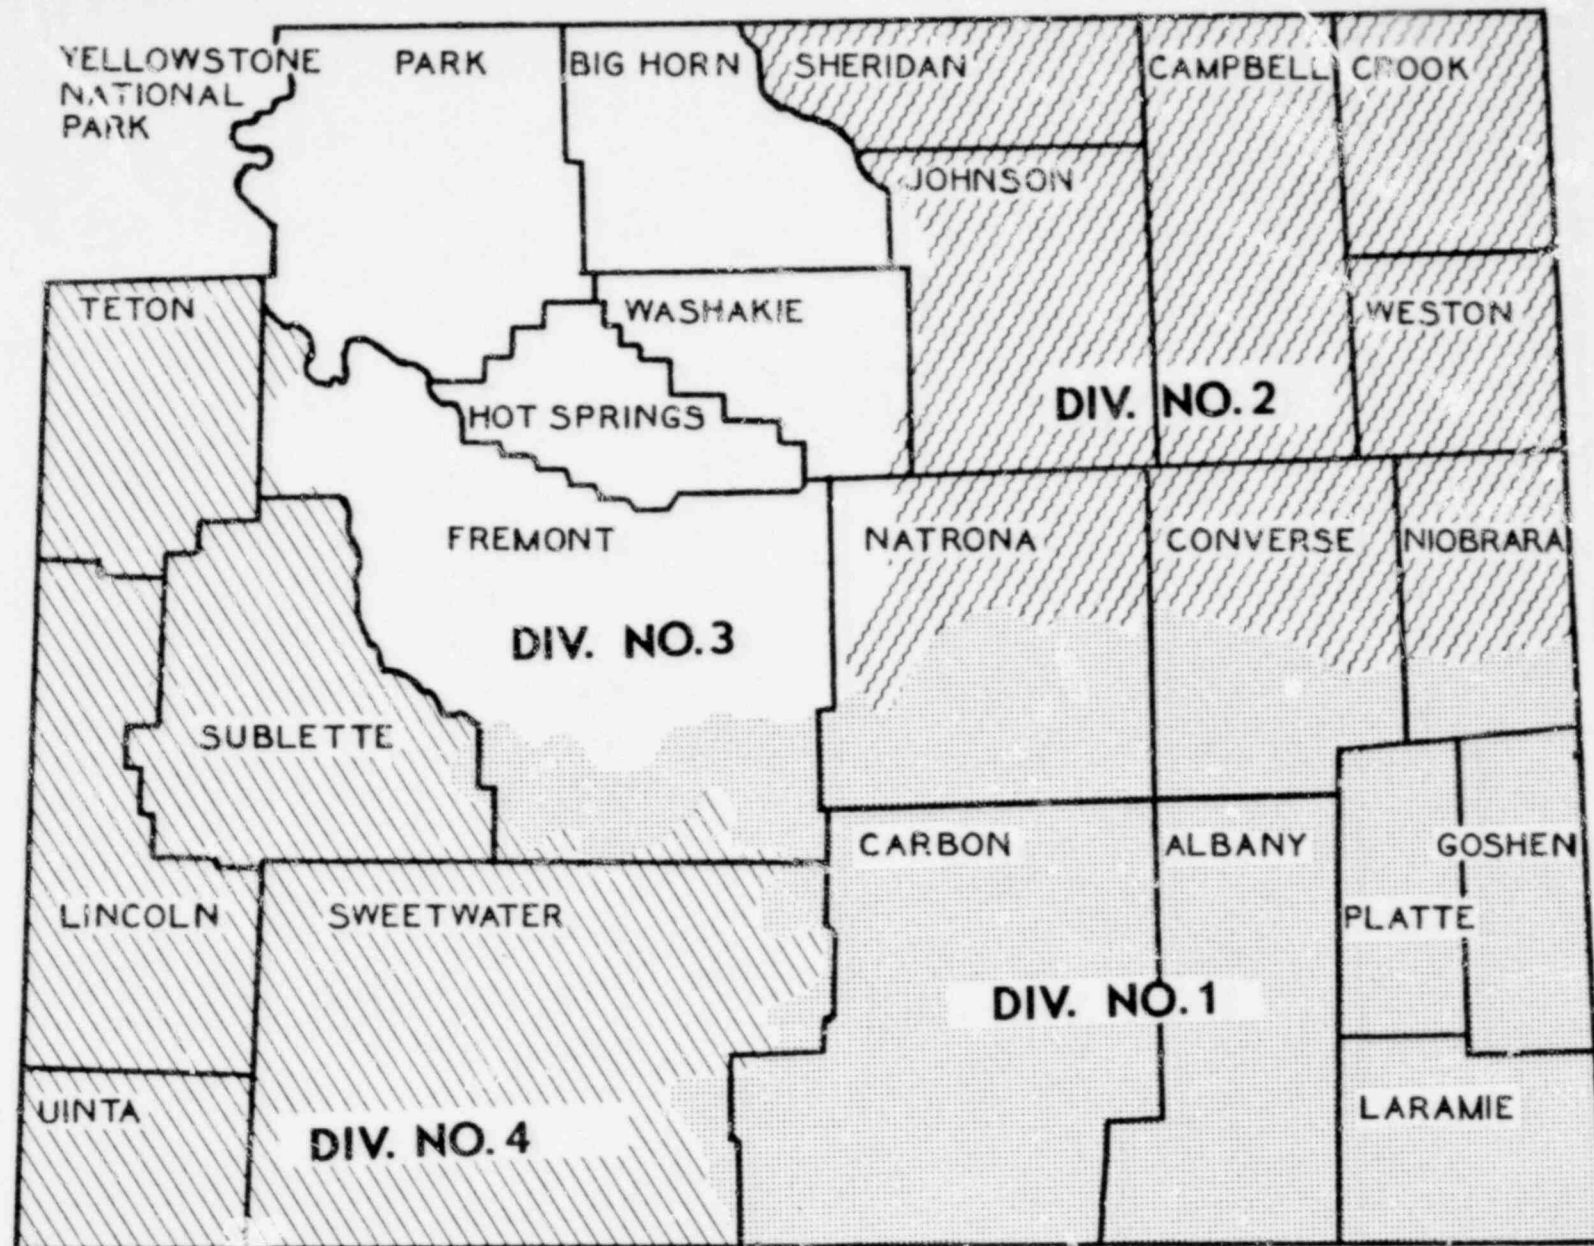 YELLOWSTONE
NATIONAL
PARK
PARK
BIG HORN
SHERIDAN
CAMPBELL
CROOK
JOHNSON
TETON
WASHAKIE
WESTON
HOT SPRINGS
DIV. NO. 2
FREMONT
NATRONA
CONVERSE
NIOBRARA
DIV. NO. 3
SUBLETTE
CARBON
ALBANY
GOSHEN
LINCOLN
SWEETWATER
PLATTE
DIV. NO. 1
UINTA
DIV. NO. 4
LARAMIE